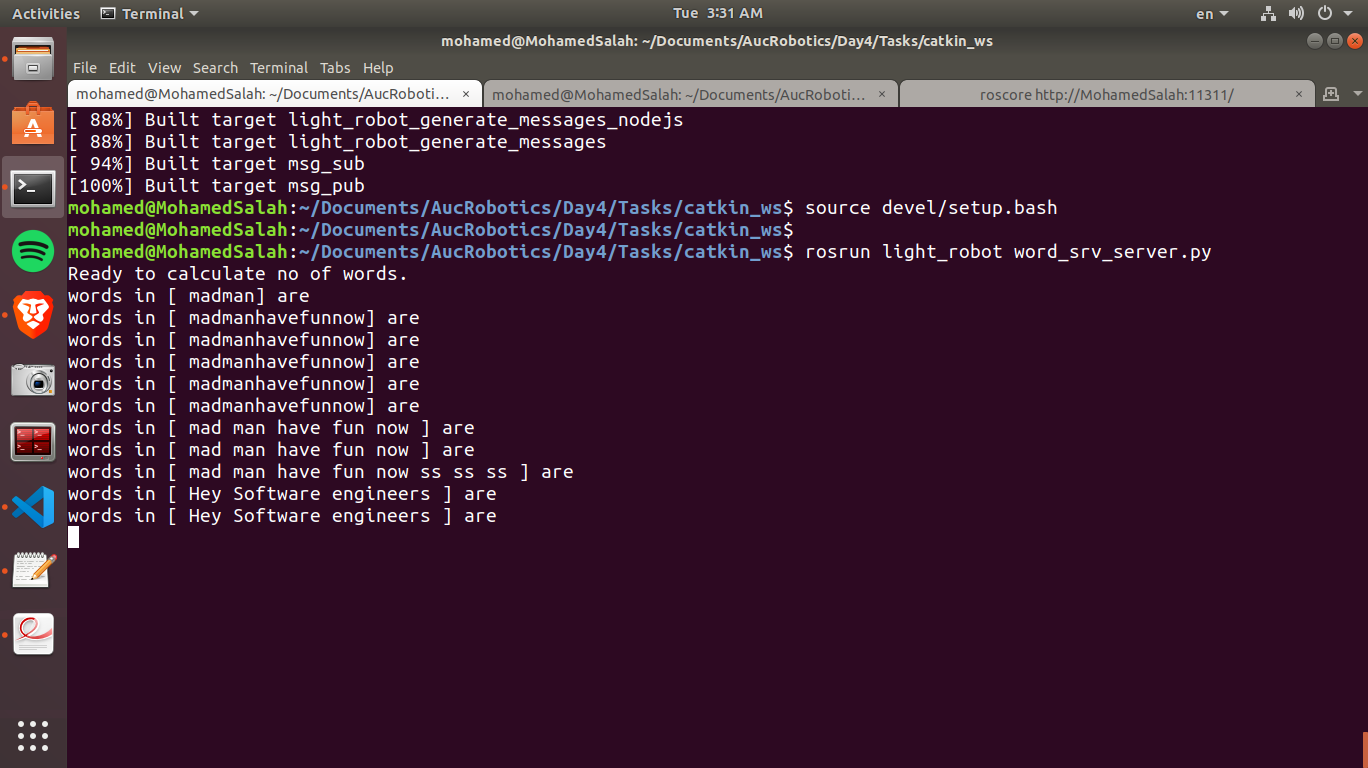 Activities Terminal Tue 3:31 AM en
mohamed@MohamedSalah: ~/Documents/AucRobotics/Day4/Tasks/catkin_ws
File Edit View Search Terminal Tabs Help
mohamed@MohamedSalah: ~/Documents/AucRoboti... × mohamed@MohamedSalah: ~/Documents/AucRoboti... × roscore http://MohamedSalah:11311/ ×
[ 88%] Built target light_robot_generate_messages_nodejs
[ 88%] Built target light_robot_generate_messages
[ 94%] Built target msg_sub
[100%] Built target msg_pub
mohamed@MohamedSalah:~/Documents/AucRobotics/Day4/Tasks/catkin_ws$ source devel/setup.bash
mohamed@MohamedSalah:~/Documents/AucRobotics/Day4/Tasks/catkin_ws$
mohamed@MohamedSalah:~/Documents/AucRobotics/Day4/Tasks/catkin_ws$ rosrun light_robot word_srv_server.py
Ready to calculate no of words.
words in [ madman] are
words in [ madmanhavefunnow] are
words in [ madmanhavefunnow] are
words in [ madmanhavefunnow] are
words in [ madmanhavefunnow] are
words in [ madmanhavefunnow] are
words in [ mad man have fun now ] are
words in [ mad man have fun now ] are
words in [ mad man have fun now ss ss ss ] are
words in [ Hey Software engineers ] are
words in [ Hey Software engineers ] are